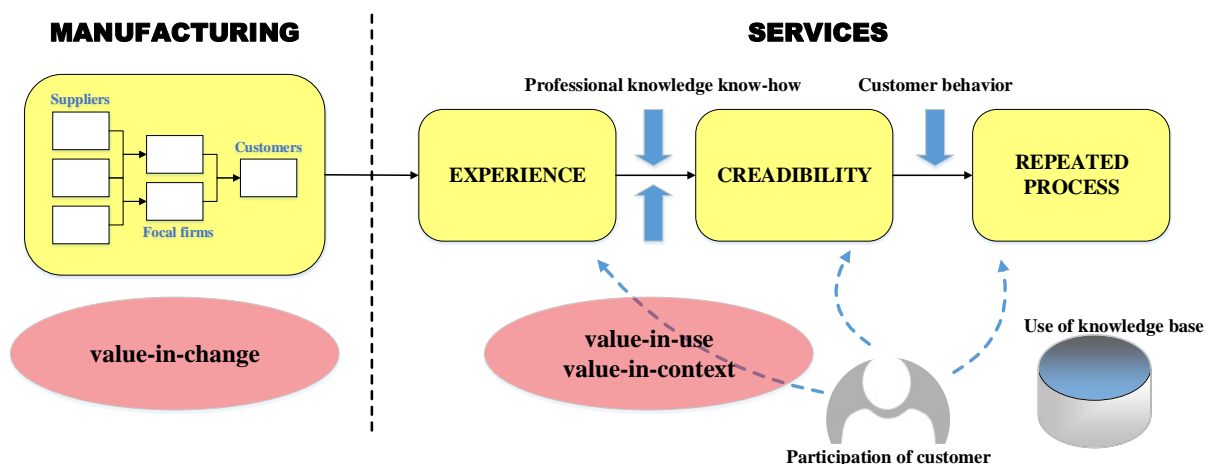 MANUFACTURING
SERVICES
Suppliers
Customers
Focal firms
Professional knowledge know-how
Customer behavior
EXPERIENCE
CREADIBILITY
REPEATED
PROCESS
value-in-change
value-in-use
value-in-context
Use of knowledge base
Participation of customer